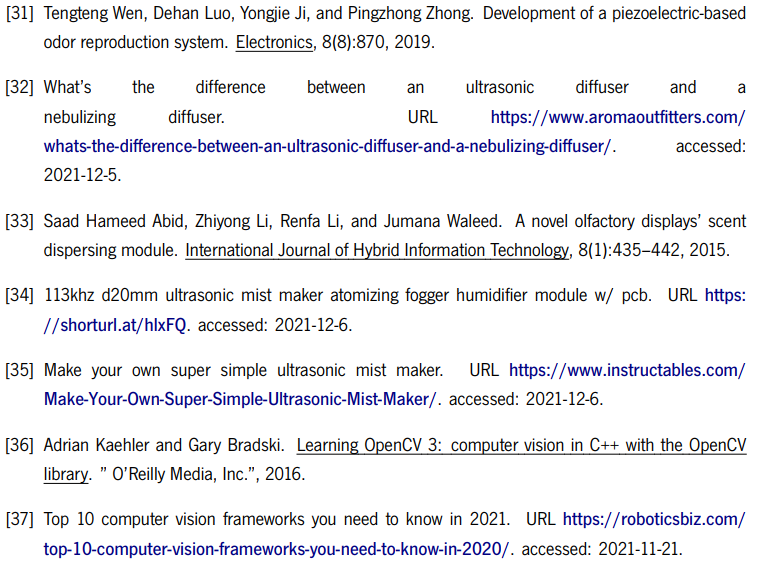 [31] Tengteng Wen, Dehan Luo, Yongjie Ji, and Pingzhong Zhong. Development of a piezoelectric-based
odor reproduction system. Electronics, 8(8):870, 2019.
[32] What's the difference between an ultrasonic diffuser and a
nebulizing diffuser. URL https://www.aromaoutfitters.com/
whats-the-difference-between-an-ultrasonic-diffuser-and-a-nebulizing-diffuser/. accessed:
2021-12-5.
[33] Saad Hameed Abid, Zhiyong Li, Renfa Li, and Jumana Waleed. A novel olfactory displays' scent
dispersing module. International Journal of Hybrid Information Technology, 8(1):435–442, 2015.
[34] 113khz d20mm ultrasonic mist maker atomizing fogger humidifier module w/ pcb. URL https:
//shorturl.at/hlxFQ. accessed: 2021-12-6.
[35] Make your own super simple ultrasonic mist maker. URL https://www.instructables.com/
Make-Your-Own-Super-Simple-Ultrasonic-Mist-Maker/. accessed: 2021-12-6.
[36] Adrian Kaehler and Gary Bradski. Learning OpenCV 3: computer vision in C++ with the OpenCV
library. ” O'Reilly Media, Inc.”, 2016.
[37] Top 10 computer vision frameworks you need to know in 2021. URL https://roboticsbiz.com/
top-10-computer-vision-frameworks-you-need-to-know-in-2020/. accessed: 2021-11-21.